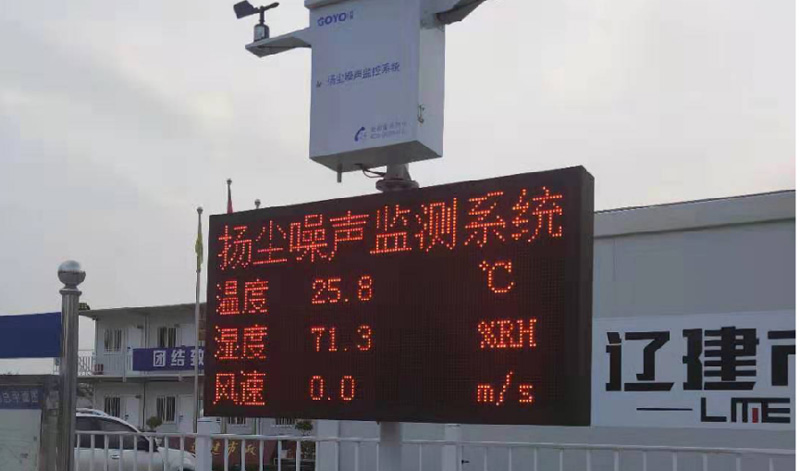 GOYO
扬尘噪声监控系统
扬尘噪声监测系统
温度 25.8 ℃
湿度 71.3 %RH
风速 0.0 m/s
团结致
辽建
LME